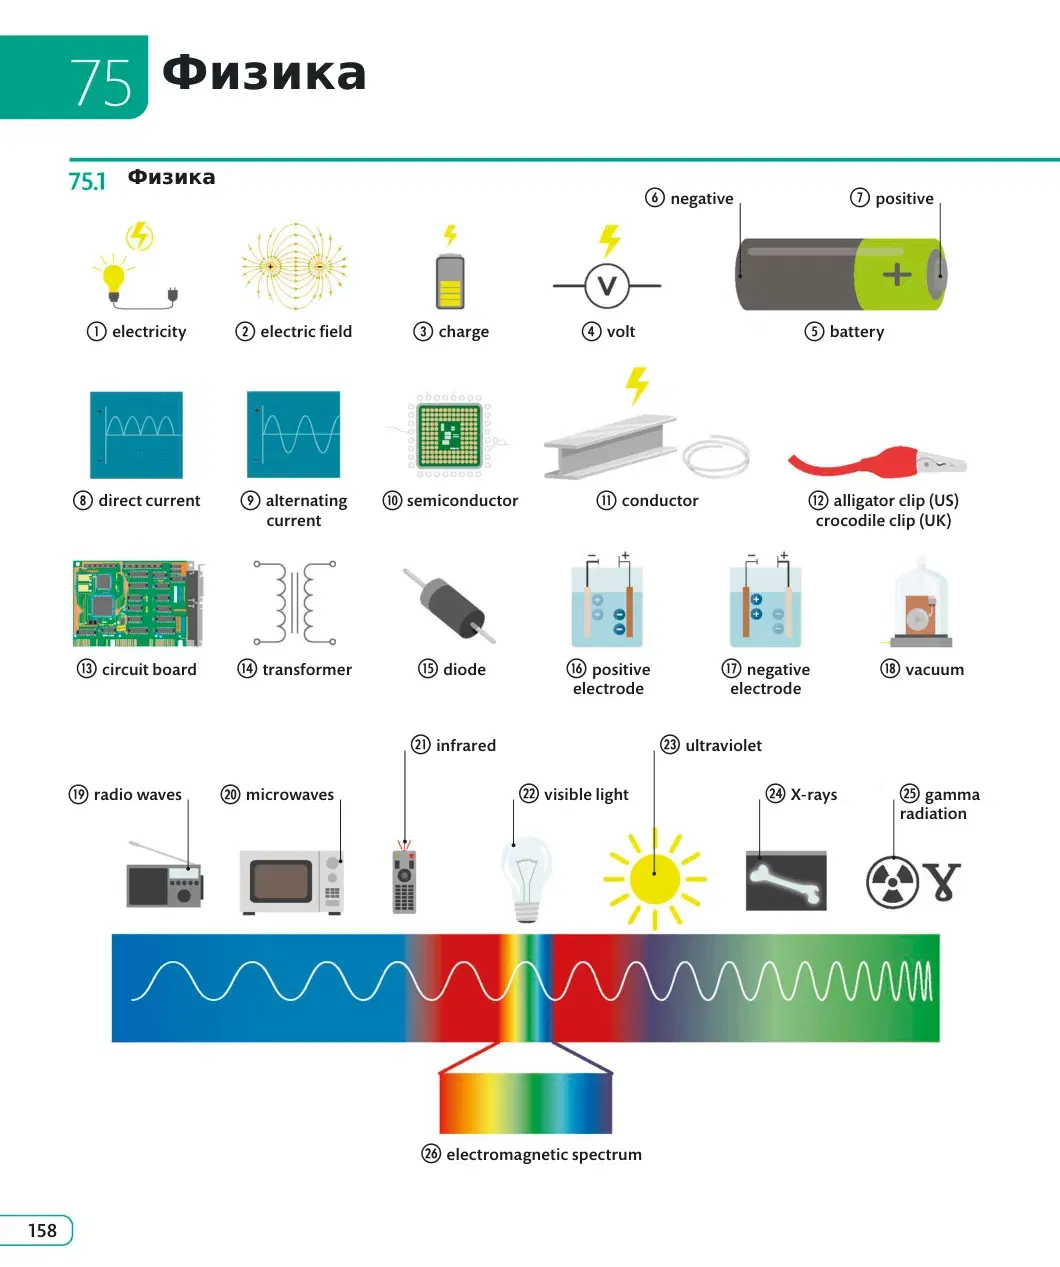 75 Физика
75.1 Физика
6 negative
7 positive
1 electricity
2 electric field
3 charge
4 volt
5 battery
8 direct current
9 alternating
current
10 semiconductor
11 conductor
12 alligator clip (US)
crocodile clip (UK)
13 circuit board
14 transformer
15 diode
16 positive
electrode
17 negative
electrode
18 vacuum
21 infrared
23 ultraviolet
19 radio waves
20 microwaves
22 visible light
24 X-rays
25 gamma
radiation
26 electromagnetic spectrum
158